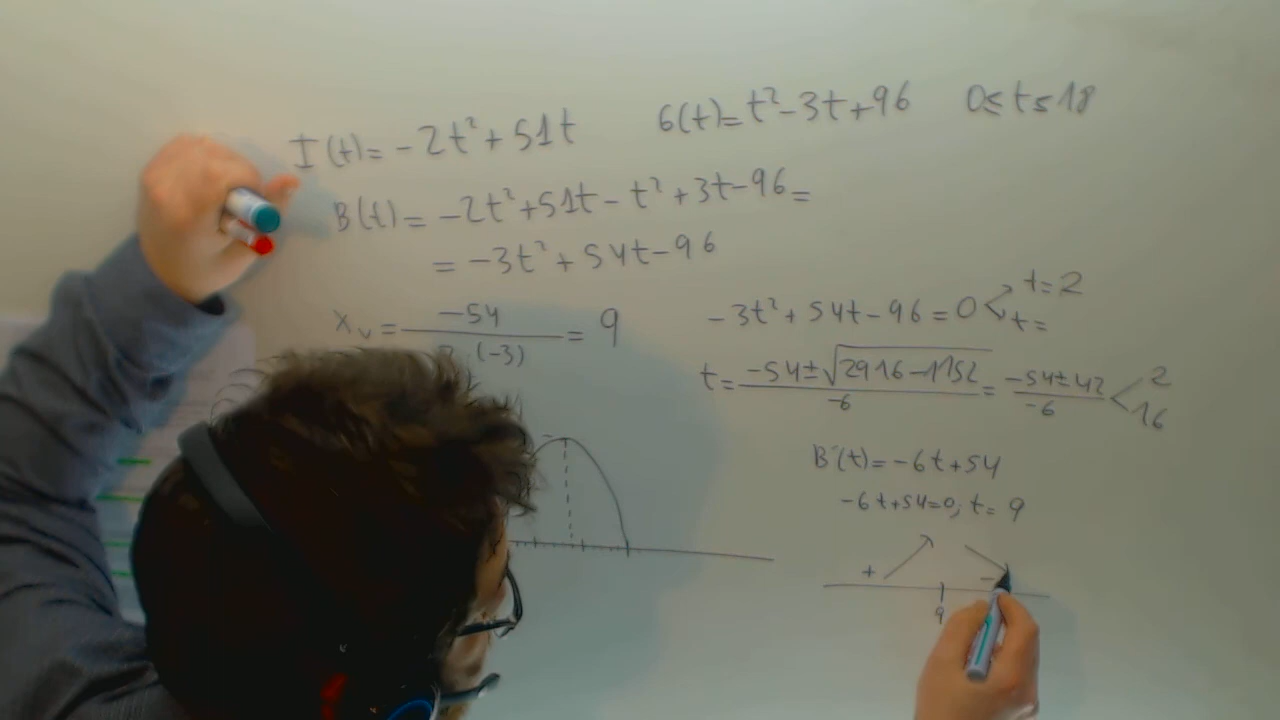 I(t) = -2t² + 51t    G(t) = t² - 3t + 96    0 ≤ t ≤ 18
B(t) = -2t² + 51t - t² + 3t - 96 =
= -3t² + 54t - 96
x_v = -54 / 2·(-3) = 9
-3t² + 54t - 96 = 0 < t = 2
t =
t = -54 ± √2916 - 1152 / -6 = -54 ± 42 / -6 < 2
16
B'(t) = -6t + 54
-6t + 54 = 0, t = 9
+ -
9